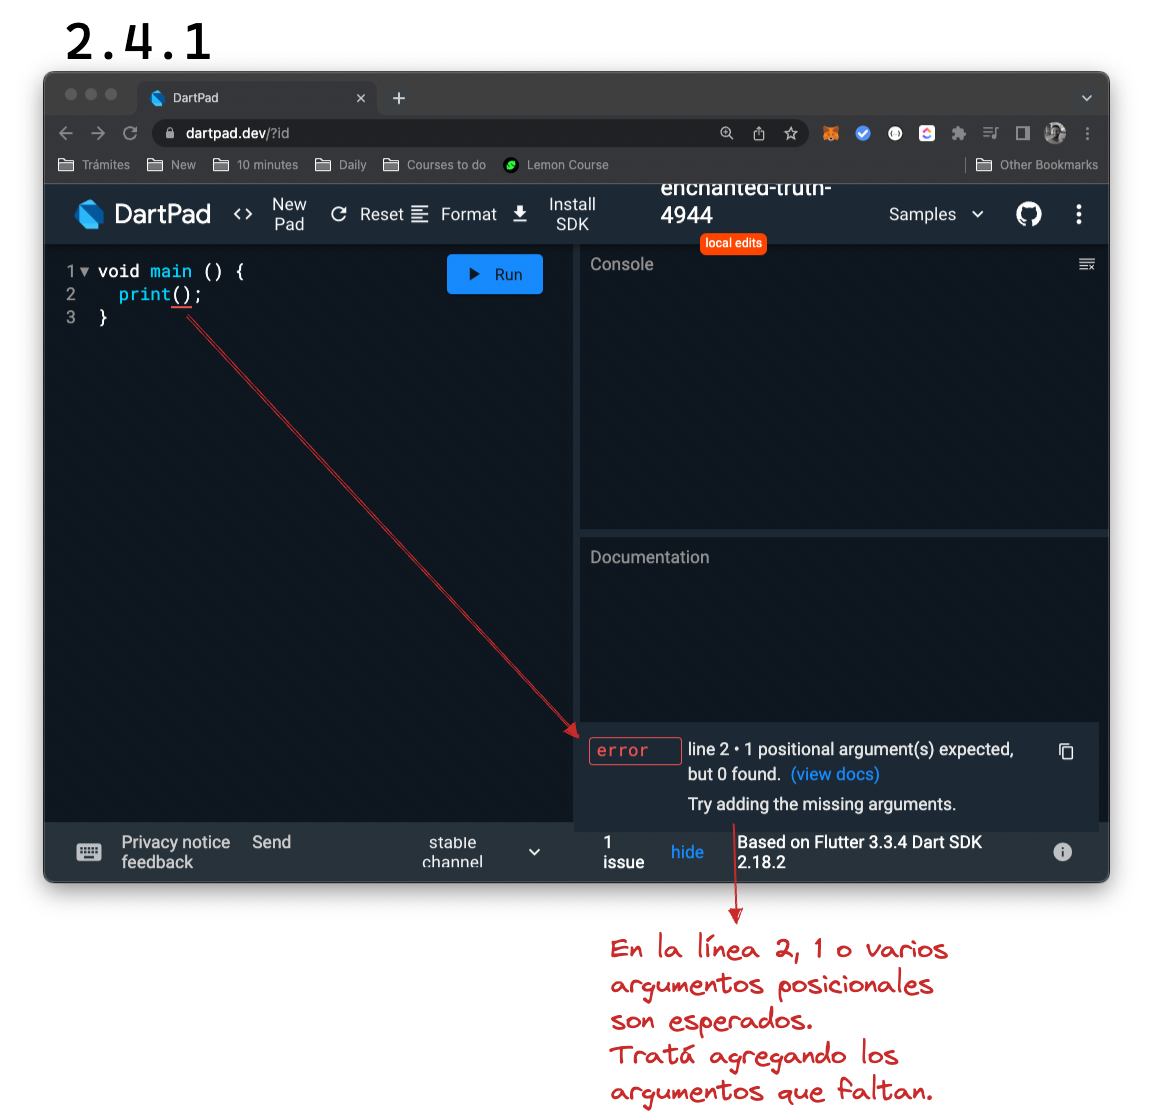 2.4.1
DartPad
dartpad.dev/?id
Trámites New 10 minutes Daily Courses to do Lemon Course Other Bookmarks
DartPad <> New Pad Reset Format Install SDK enchanted-truth-4944 Samples
local edits
1 void main () {
2 print();
3 }
Run
Console
Documentation
error line 2 • 1 positional argument(s) expected,
but 0 found. (view docs)
Try adding the missing arguments.
Privacy notice Send
feedback
stable
channel
1
issue
hide
Based on Flutter 3.3.4 Dart SDK
2.18.2
En la línea 2, 1 o varios
argumentos posicionales
son esperados.
Tratá agregando los
argumentos que faltan.